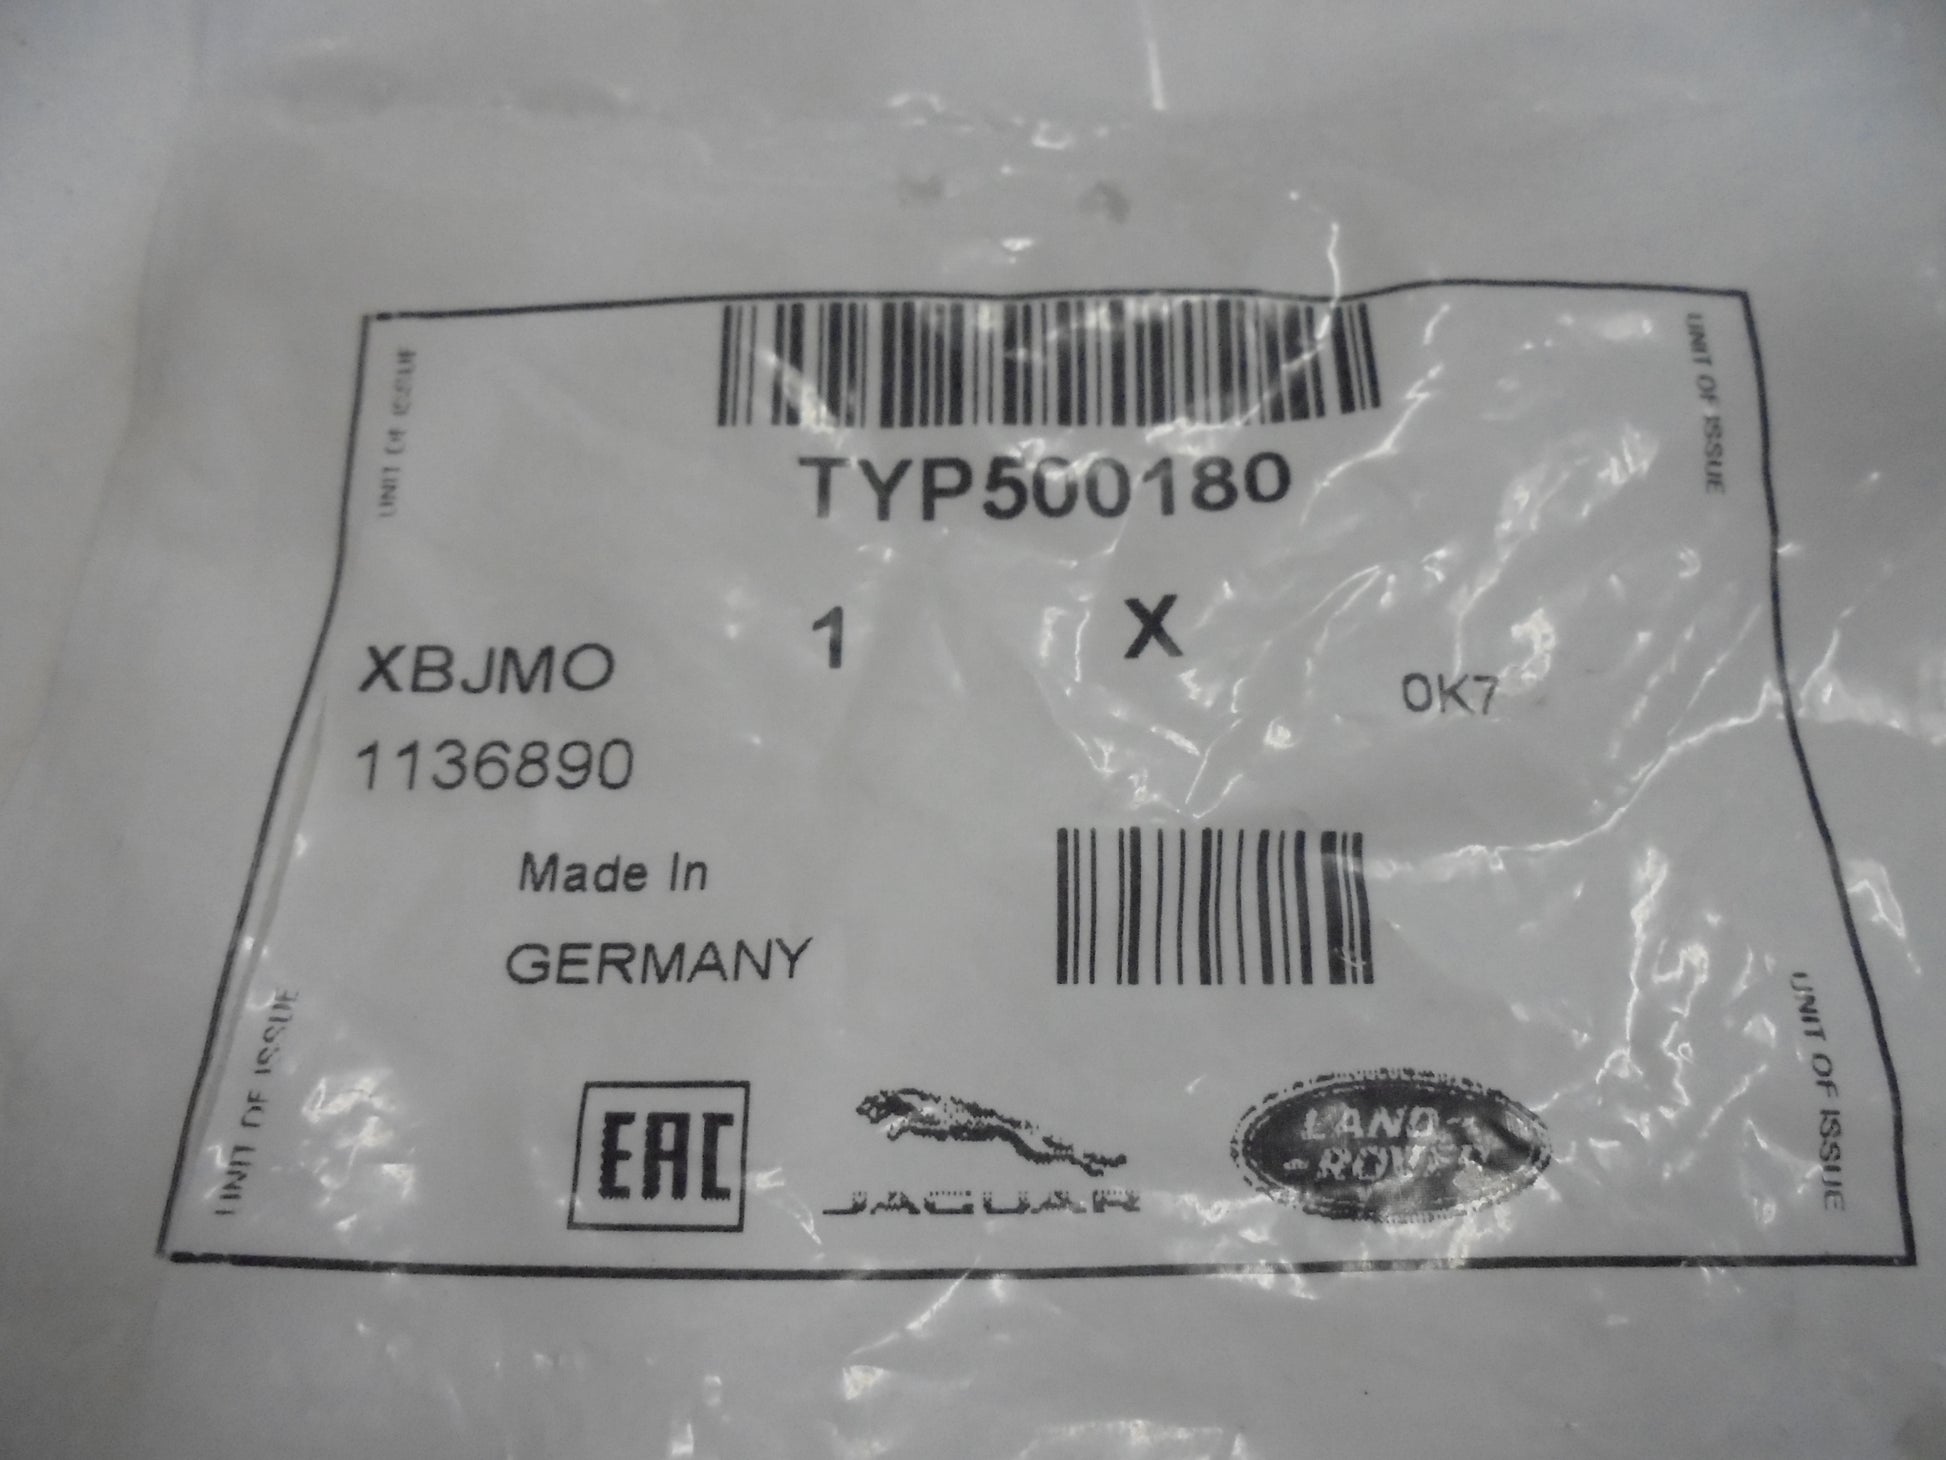 UNIT OF ISSUE
UNIT OF ISSUE
TYP500180
1 X
XBJMO
0K7
1136890
Made In
GERMANY
UNIT OF ISSUE
UNIT OF ISSUE
EAC
JAGUAR
LAND-
-ROVER